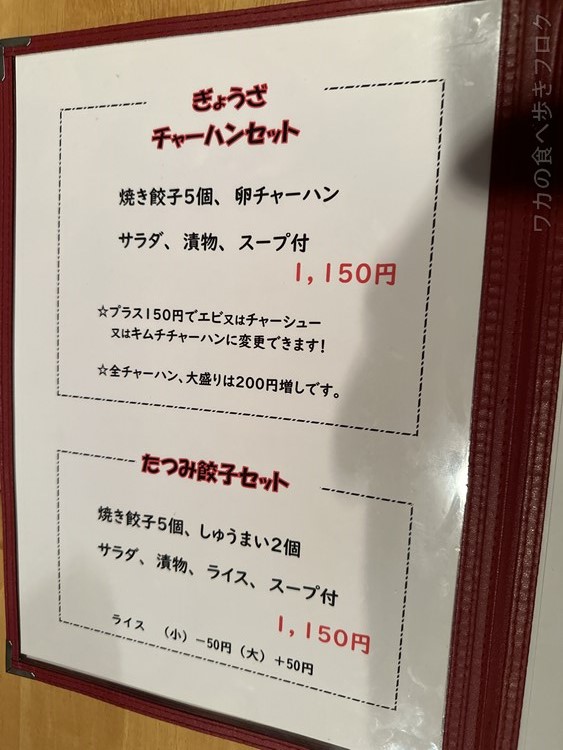 ぎょうざ
チャーハンセット
焼き餃子5個、卵チャーハン
サラダ、漬物、スープ付
1,150円
☆プラス150円でエビ又はチャーシュー
又はキムチチャーハンに変更できます!
☆全チャーハン、大盛りは200円増しです。
たつみ餃子セット
焼き餃子5個、しゅうまい2個
サラダ、漬物、ライス、スープ付
1,150円
ライス (小)−50円(大)+50円
ワカの食べ歩きブログ